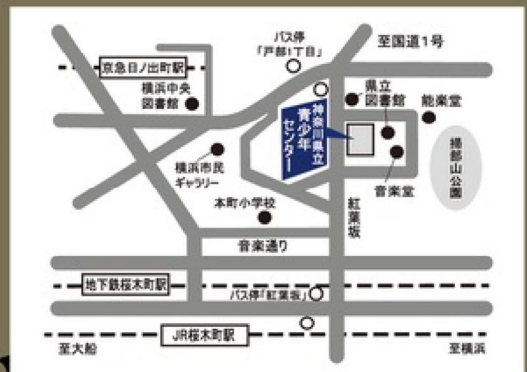 バス停
「戸部1丁目」
至国道1号
京急日ノ出町駅
横浜中央
図書館
県立
図書館
能楽堂
神奈川県立
青少年
センター
掃部山公園
横浜市民
ギャラリー
音楽堂
本町小学校
紅葉坂
音楽通り
地下鉄桜木町駅
バス停「紅葉坂」
JR桜木町駅
至大船
至横浜